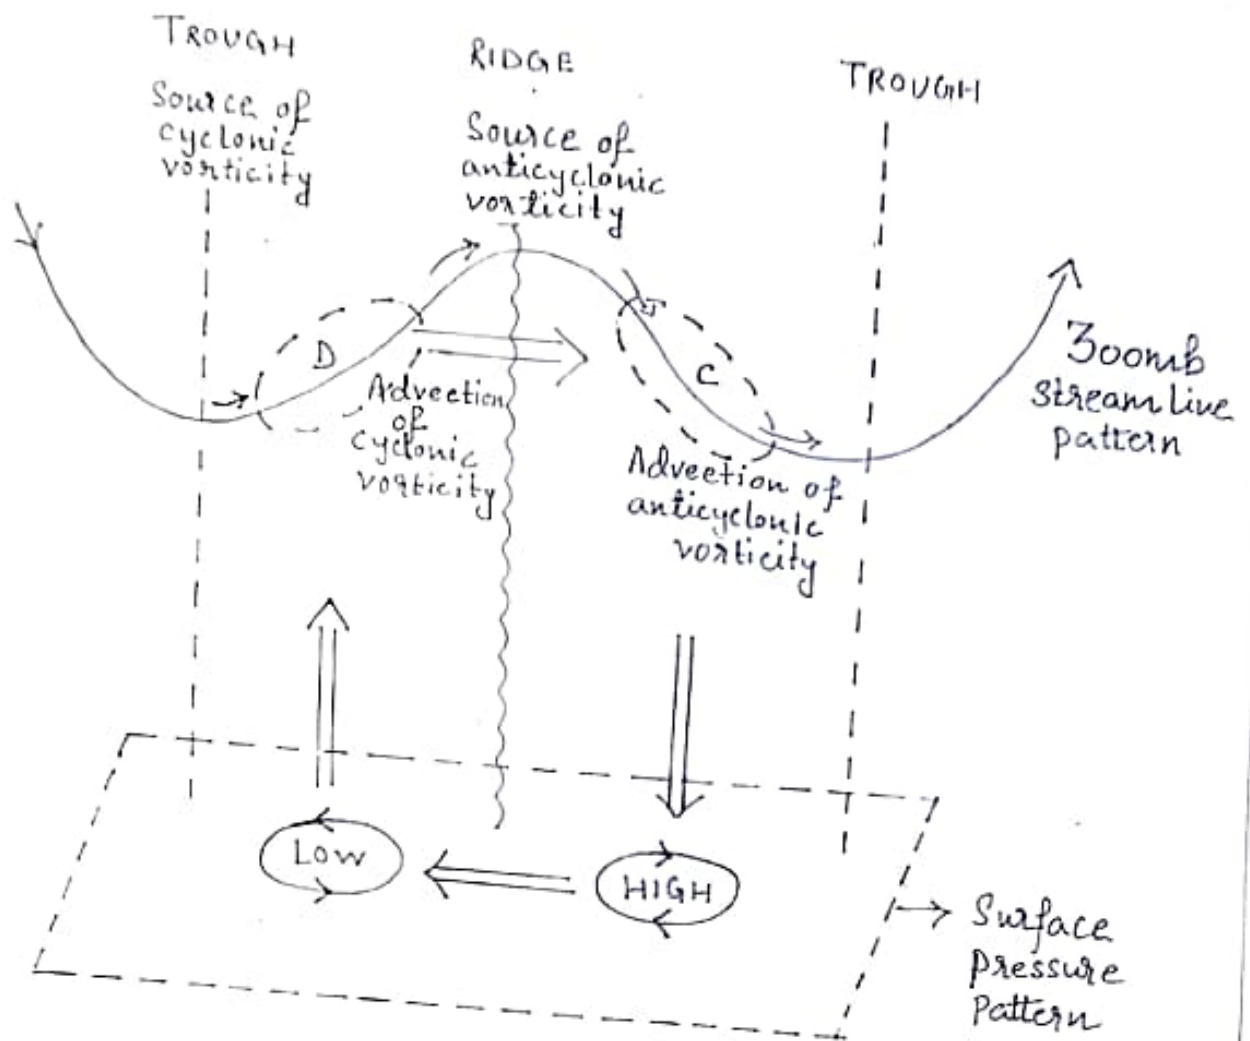 TROUGH
Source of
cyclonic
vorticity
RIDGE
Source of
anticyclonic
vorticity
TROUGH
D
Advection
of
cyclonic
vorticity
C
Advection of
anticyclonic
vorticity
300mb
Stream live
pattern
LOW
HIGH
Surface
Pressure
Pattern